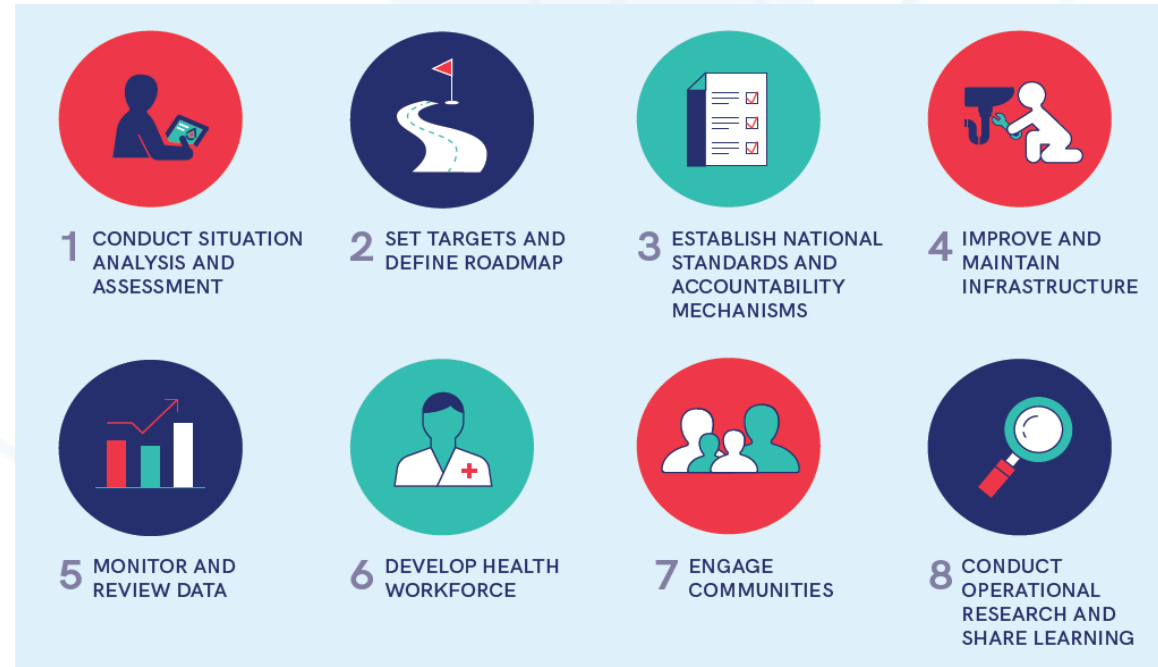 1 CONDUCT SITUATION
ANALYSIS AND
ASSESSMENT
2 SET TARGETS AND
DEFINE ROADMAP
3 ESTABLISH NATIONAL
STANDARDS AND
ACCOUNTABILITY
MECHANISMS
4 IMPROVE AND
MAINTAIN
INFRASTRUCTURE
5 MONITOR AND
REVIEW DATA
6 DEVELOP HEALTH
WORKFORCE
7 ENGAGE
COMMUNITIES
8 CONDUCT
OPERATIONAL
RESEARCH AND
SHARE LEARNING